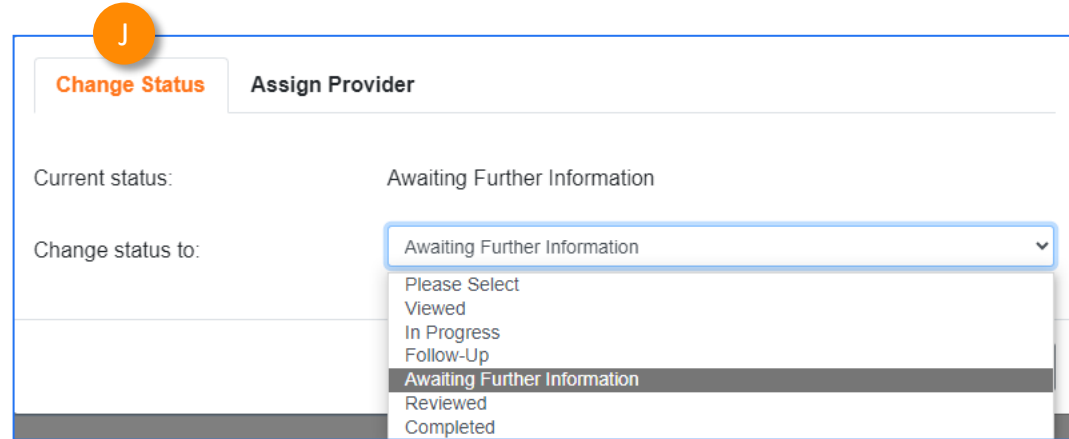 J
Change Status Assign Provider
Current status: Awaiting Further Information
Change status to: Awaiting Further Information
Please Select
Viewed
In Progress
Follow-Up
Awaiting Further Information
Reviewed
Completed